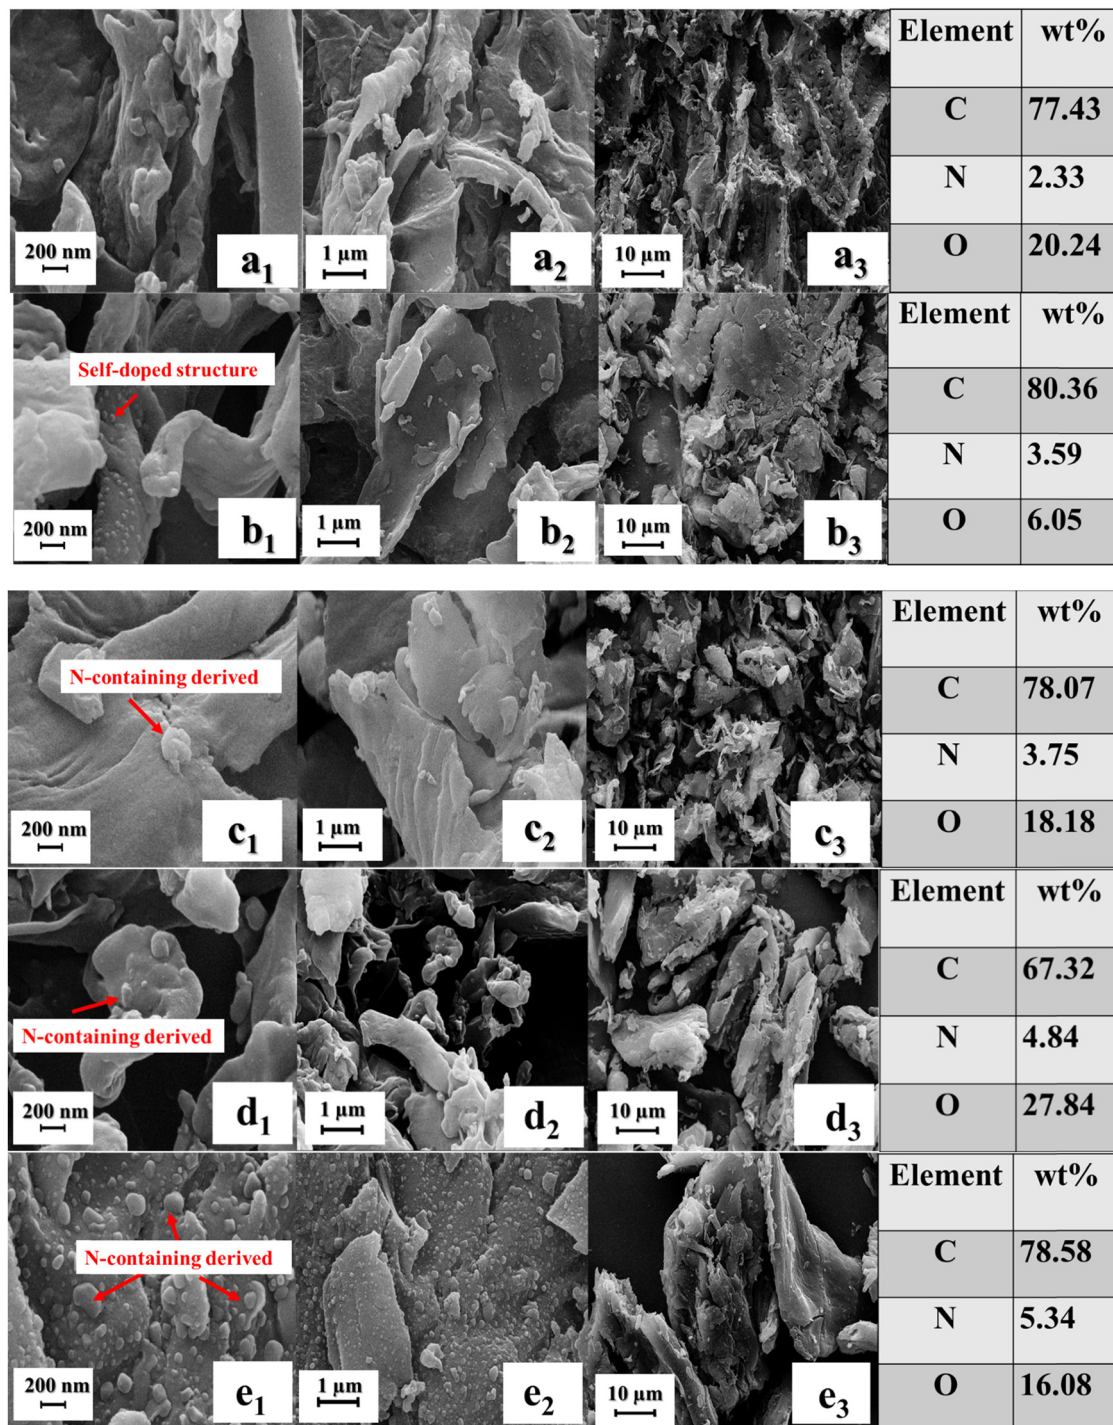 Element wt%
C 77.43
N 2.33
O 20.24
200 nm a1 1 µm a2 10 µm a3
Element wt%
C 80.36
N 3.59
O 6.05
Self-doped structure
200 nm b1 1 µm b2 10 µm b3
Element wt%
C 78.07
N 3.75
O 18.18
N-containing derived
200 nm c1 1 µm c2 10 µm c3
Element wt%
C 67.32
N 4.84
O 27.84
N-containing derived
200 nm d1 1 µm d2 10 µm d3
Element wt%
C 78.58
N 5.34
O 16.08
N-containing derived
200 nm e1 1 µm e2 10 µm e3